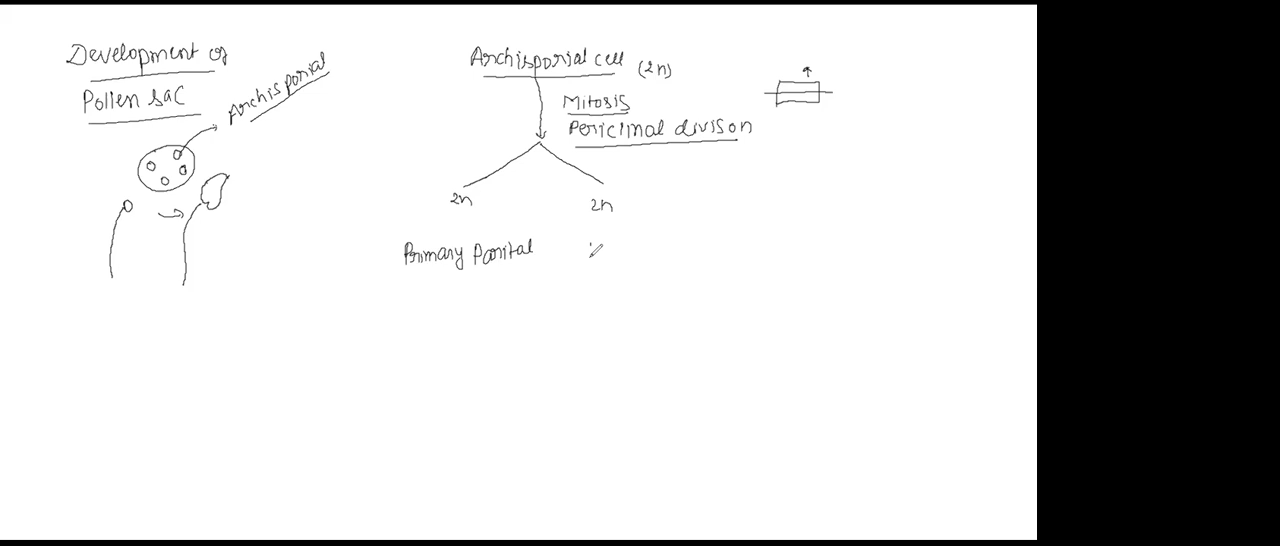 Development of
Pollen sac
Archisporial
Archisporial cell (2n)
Mitosis
Periclinal divison
2n
2n
Primary Parital